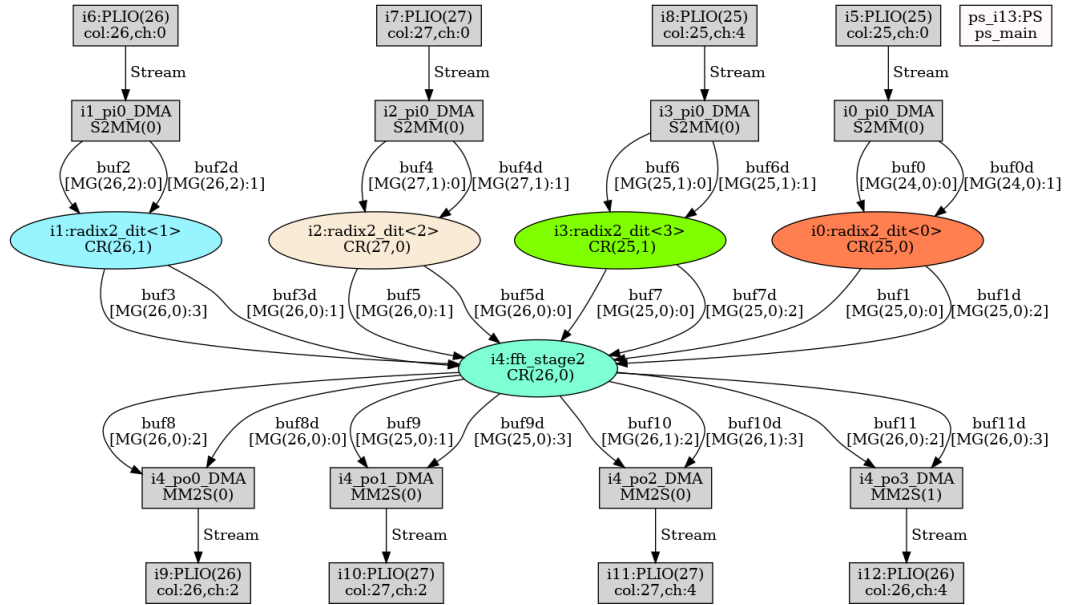 i6:PLIO(26)
col:26,ch:0
i7:PLIO(27)
col:27,ch:0
i8:PLIO(25)
col:25,ch:4
i5:PLIO(25)
col:25,ch:0
ps_i13:PS
ps_main
Stream
Stream
Stream
Stream
i1_pi0_DMA
S2MM(0)
i2_pi0_DMA
S2MM(0)
i3_pi0_DMA
S2MM(0)
i0_pi0_DMA
S2MM(0)
buf2
[MG(26,2):0]
buf2d
[MG(26,2):1]
buf4
[MG(27,1):0]
buf4d
[MG(27,1):1]
buf6
[MG(25,1):0]
buf6d
[MG(25,1):1]
buf0
[MG(24,0):0]
buf0d
[MG(24,0):1]
i1:radix2_dit<1>
CR(26,1)
i2:radix2_dit<2>
CR(27,0)
i3:radix2_dit<3>
CR(25,1)
i0:radix2_dit<0>
CR(25,0)
buf3
[MG(26,0):3]
buf3d
[MG(26,0):1]
buf5
[MG(26,0):1]
buf5d
[MG(26,0):0]
buf7
[MG(25,0):0]
buf7d
[MG(25,0):2]
buf1
[MG(25,0):0]
buf1d
[MG(25,0):2]
i4:fft_stage2
CR(26,0)
buf8
[MG(26,0):2]
buf8d
[MG(26,0):0]
buf9
[MG(25,0):1]
buf9d
[MG(25,0):3]
buf10
[MG(26,1):2]
buf10d
[MG(26,1):3]
buf11
[MG(26,0):2]
buf11d
[MG(26,0):3]
i4_po0_DMA
MM2S(0)
i4_po1_DMA
MM2S(0)
i4_po2_DMA
MM2S(0)
i4_po3_DMA
MM2S(1)
Stream
Stream
Stream
Stream
i9:PLIO(26)
col:26,ch:2
i10:PLIO(27)
col:27,ch:2
i11:PLIO(27)
col:27,ch:4
i12:PLIO(26)
col:26,ch:4